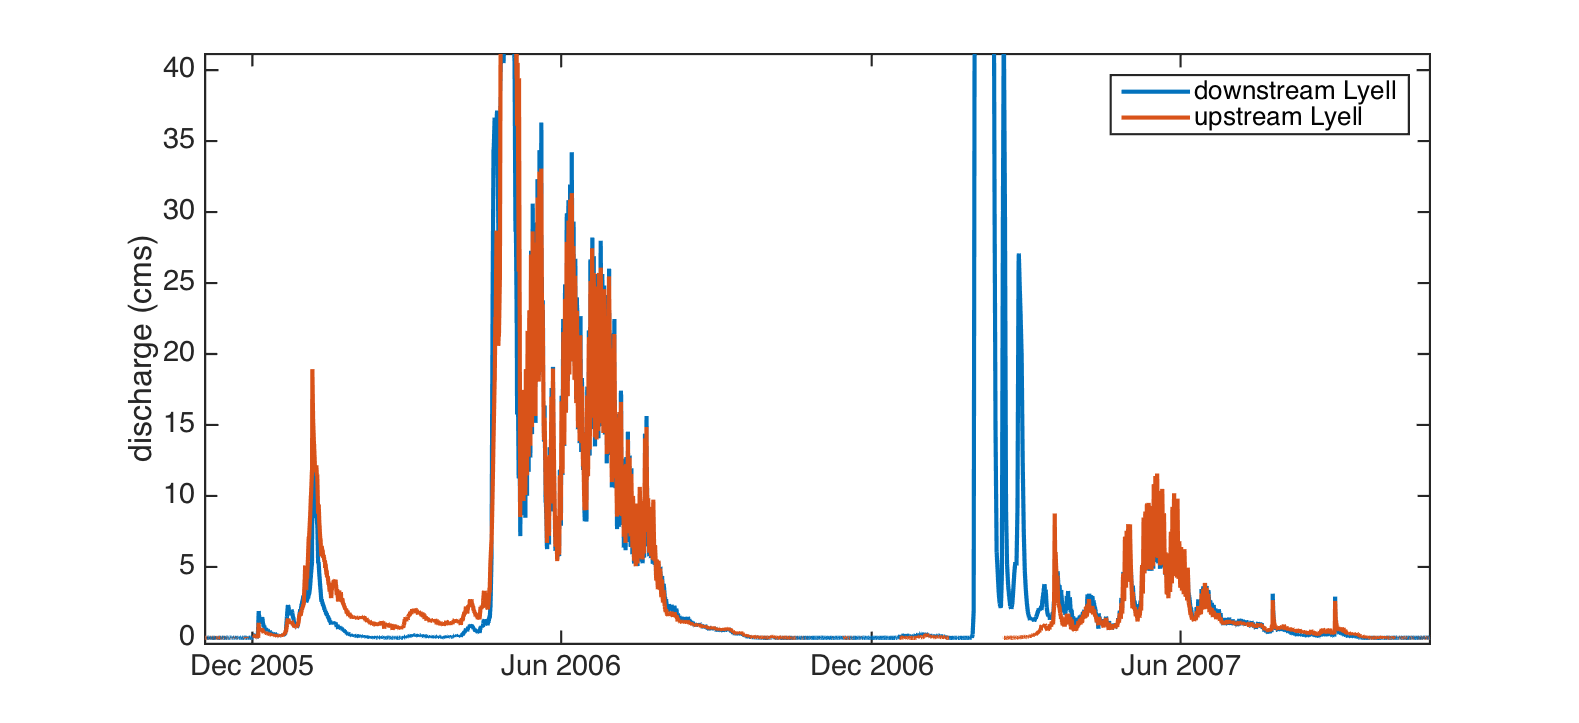 discharge (cms)
40
35
30
25
20
15
10
5
0
Dec 2005
Jun 2006
Dec 2006
Jun 2007
downstream Lyell
upstream Lyell